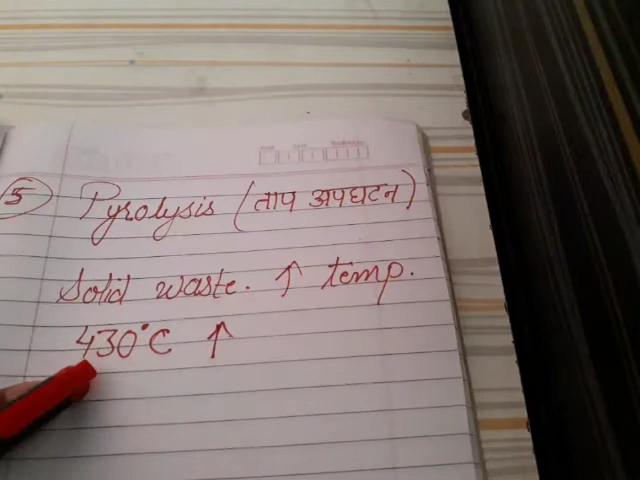 5 Pyrolysis (ताप अपघटन)
Solid waste. ↑ temp.
430°C ↑